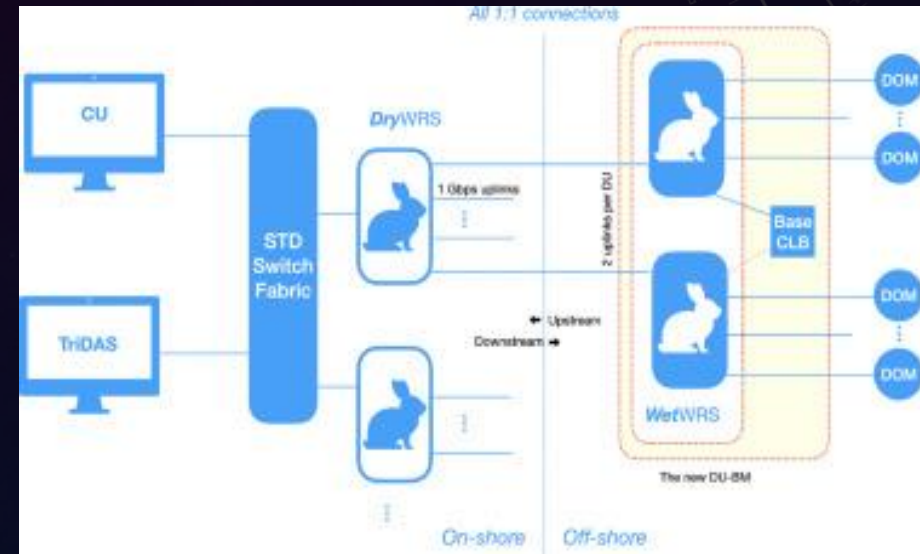 All 1:1 connections
CU
DryWRS
DOM
DOM
1 Gbps uplinks
2 uplinks per DU
STD
Switch
Fabric
Base
CLB
TriDAS
Upstream
Downstream
DOM
DOM
WetWRS
The new DU-BM
On-shore
Off-shore